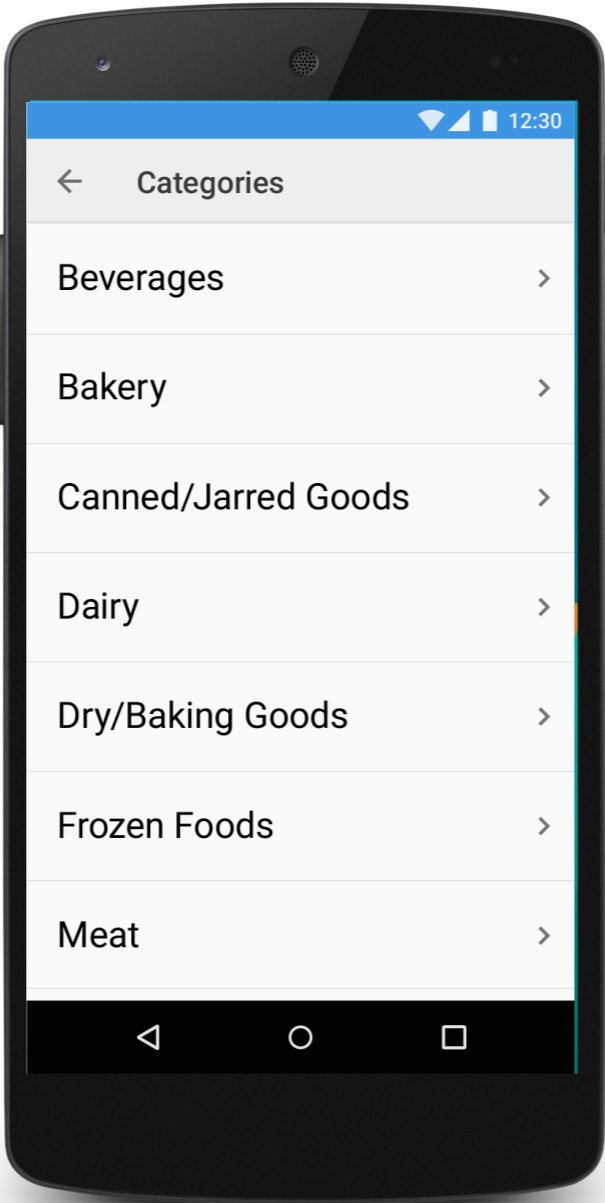 12:30
Categories
Beverages
Bakery
Canned/Jarred Goods
Dairy
Dry/Baking Goods
Frozen Foods
Meat